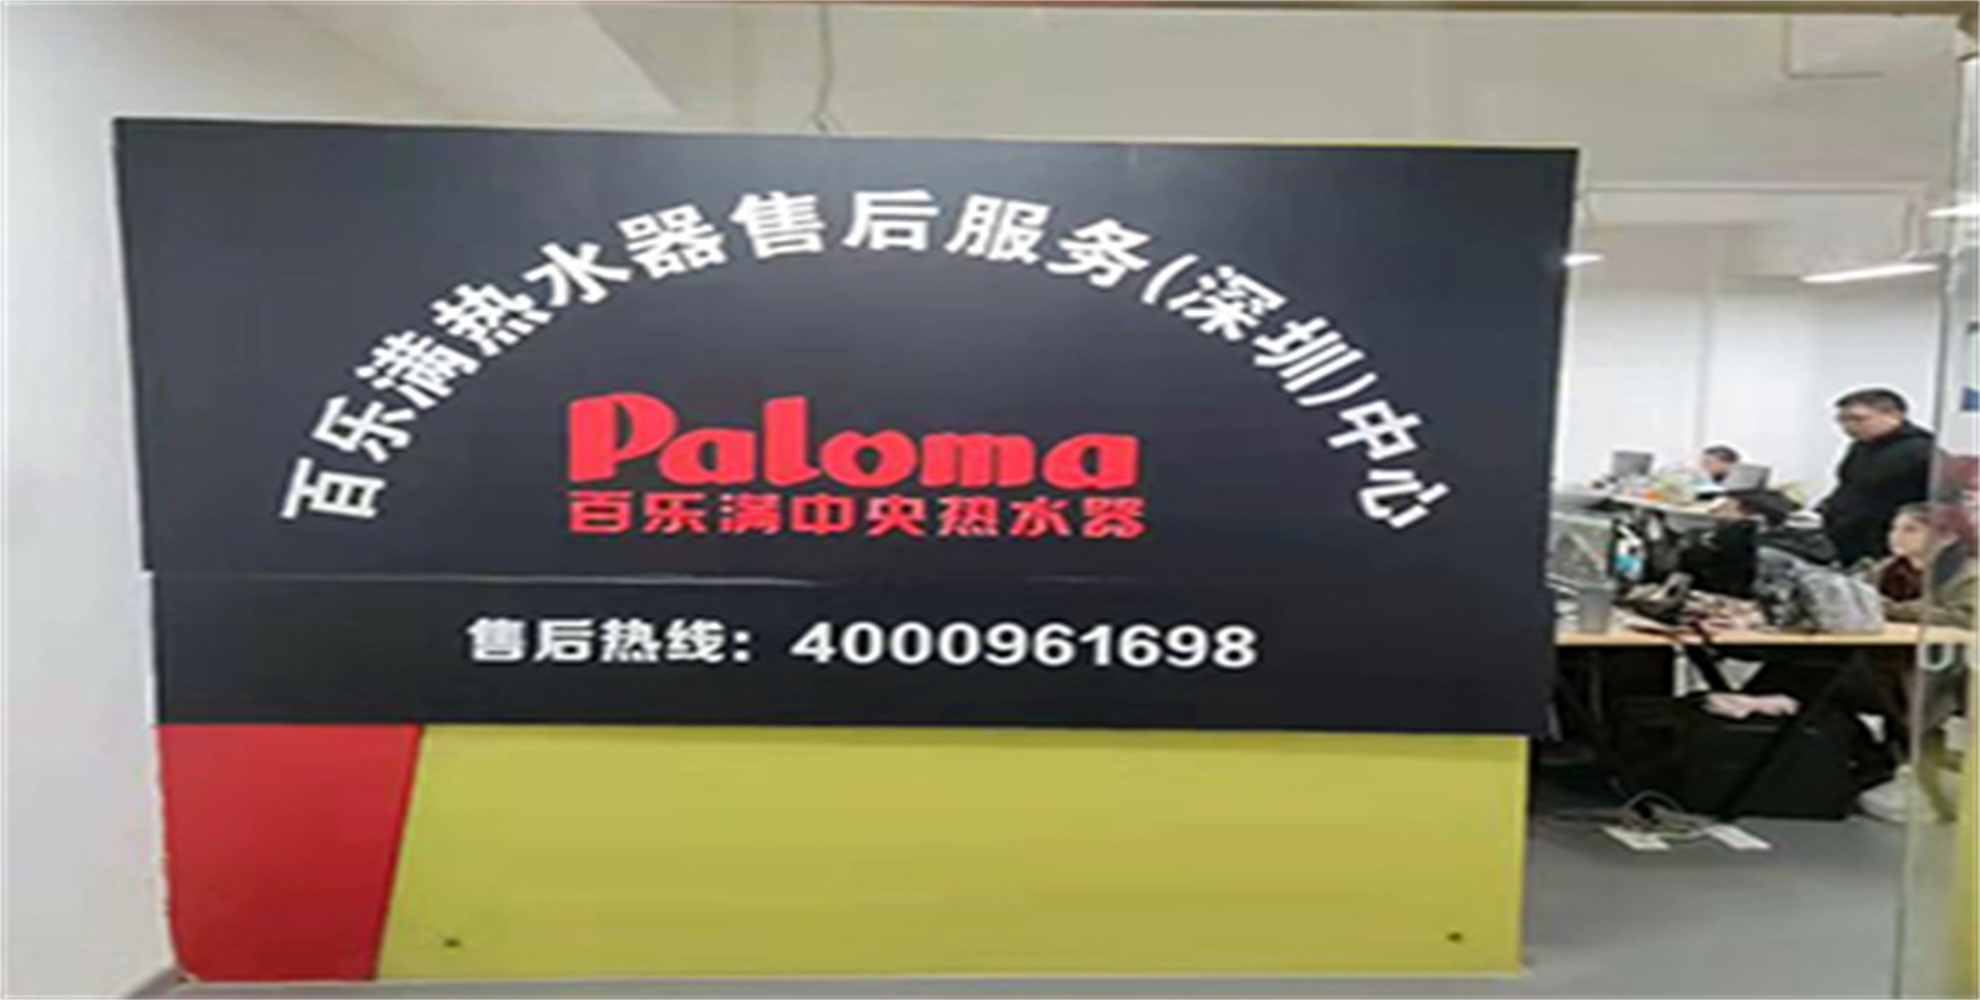 百乐满热水器售后服务(深圳)中心
Paloma
百乐满中央热水器
售后热线：4000961698